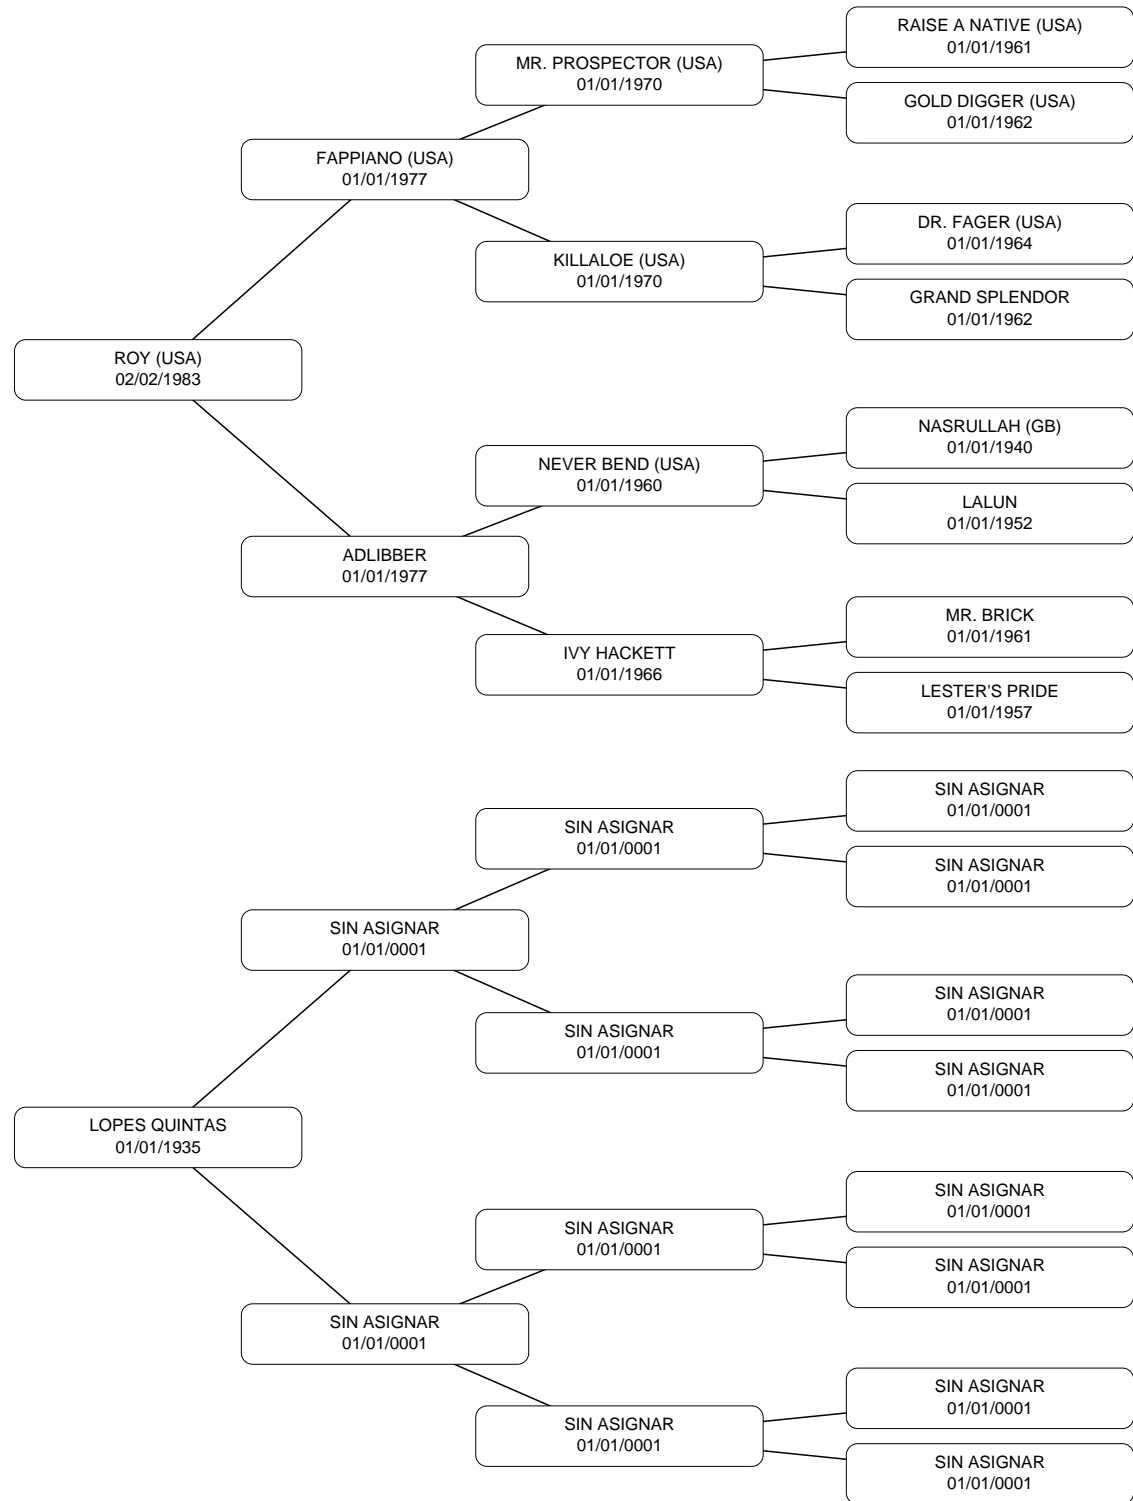 RAISE A NATIVE (USA)
01/01/1961
MR. PROSPECTOR (USA)
01/01/1970
GOLD DIGGER (USA)
01/01/1962
FAPPIANO (USA)
01/01/1977
DR. FAGER (USA)
01/01/1964
KILLALOE (USA)
01/01/1970
GRAND SPLENDOR
01/01/1962
ROY (USA)
02/02/1983
NASRULLAH (GB)
01/01/1940
NEVER BEND (USA)
01/01/1960
LALUN
01/01/1952
ADLIBBER
01/01/1977
MR. BRICK
01/01/1961
IVY HACKETT
01/01/1966
LESTER'S PRIDE
01/01/1957
SIN ASIGNAR
01/01/0001
SIN ASIGNAR
01/01/0001
SIN ASIGNAR
01/01/0001
SIN ASIGNAR
01/01/0001
SIN ASIGNAR
01/01/0001
SIN ASIGNAR
01/01/0001
SIN ASIGNAR
01/01/0001
LOPES QUINTAS
01/01/1935
SIN ASIGNAR
01/01/0001
SIN ASIGNAR
01/01/0001
SIN ASIGNAR
01/01/0001
SIN ASIGNAR
01/01/0001
SIN ASIGNAR
01/01/0001
SIN ASIGNAR
01/01/0001
SIN ASIGNAR
01/01/0001